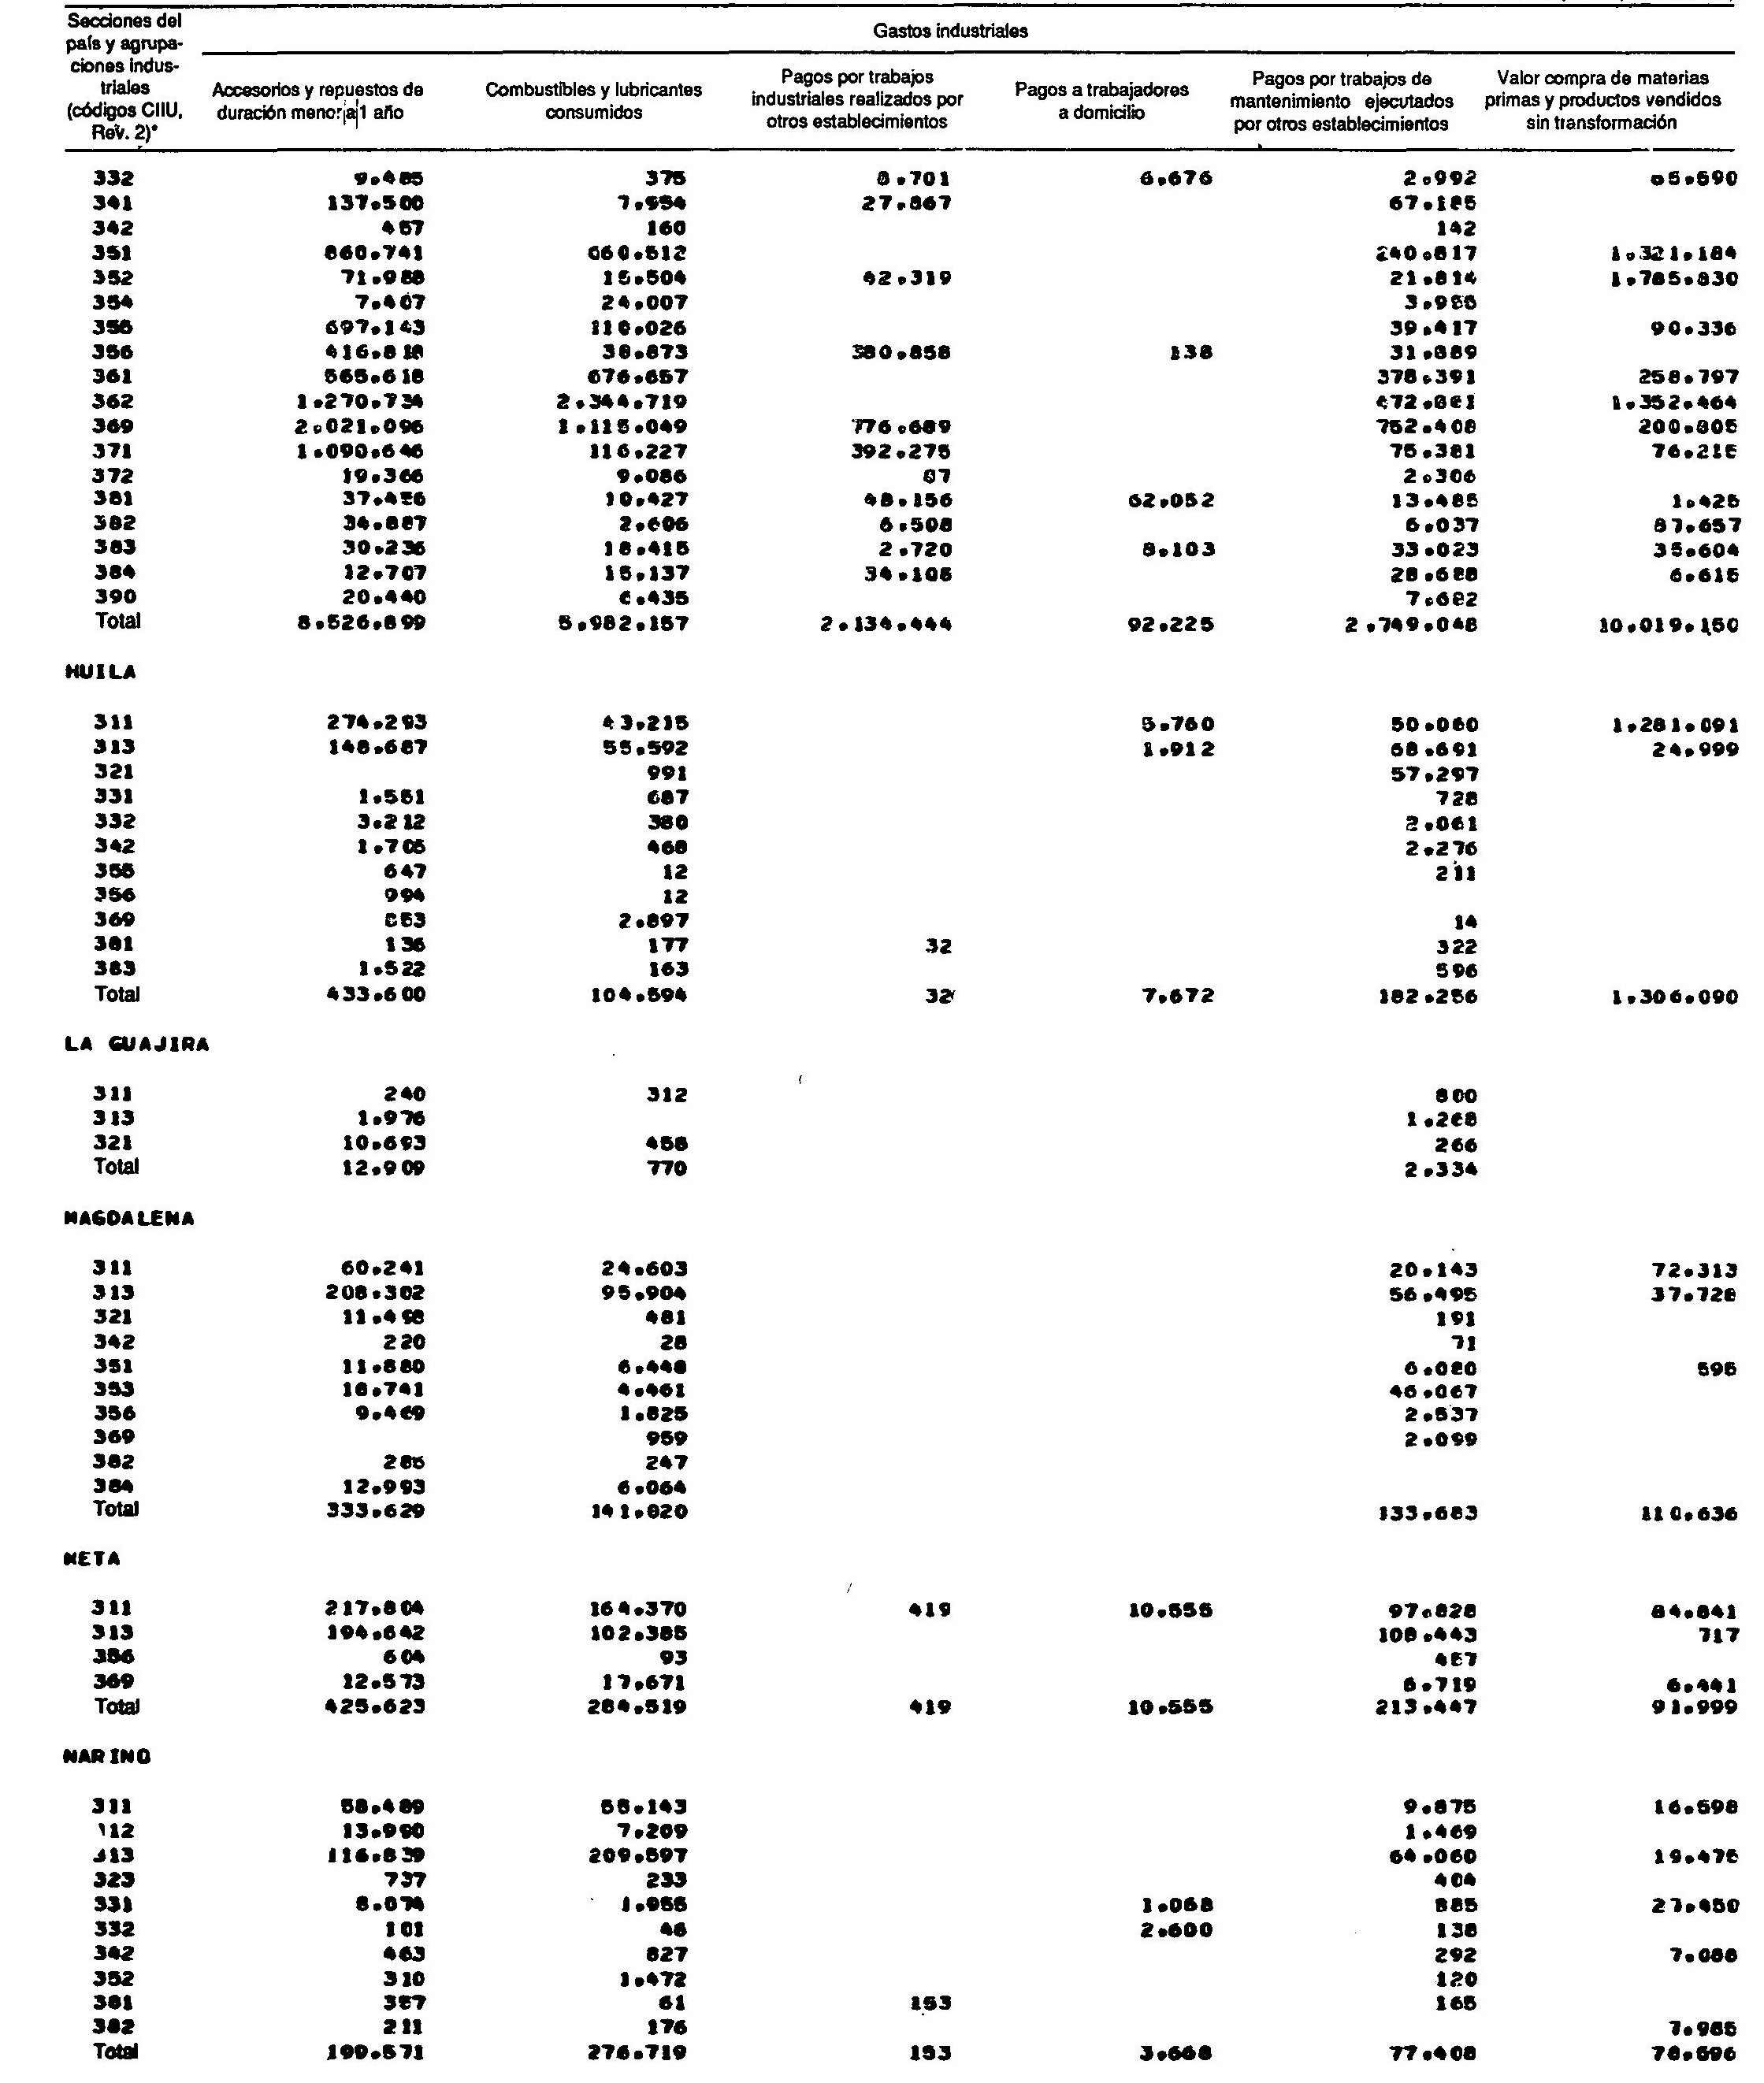 Secciones del
país y agrupa-
ciones indus-
triales
(códigos CIIU,
Rev. 2)*
Gastos industriales
Accesorios y repuestos de
duración menor a 1 año
Combustibles y lubricantes
consumidos
Pagos por trabajos
industriales realizados por
otros establecimientos
Pagos a trabajadores
a domicilio
Pagos por trabajos de
mantenimiento ejecutados
por otros establecimientos
Valor compra de materias
primas y productos vendidos
sin transformación
332 9.485 375 8.701 6.676 2.992
341 137.500 7.954 27.867 67.185
342 457 160 142
351 860.741 660.512 240.817 1.321.184
352 71.988 15.504 42.319 21.814 1.785.830
354 7.407 24.007 3.956
355 697.143 118.026 39.417 90.336
356 416.818 38.873 380.858 138 31.889
361 565.618 676.657 378.391 258.797
362 1.270.734 2.344.719 472.861 1.352.464
369 2.021.096 1.115.049 776.689 752.408 200.805
371 1.090.646 116.227 392.275 75.381 76.215
372 19.366 9.086 87 2.306
381 37.456 10.427 48.156 62.052 13.485 1.425
382 34.887 2.606 6.508 6.037 87.657
383 30.236 18.415 2.720 8.103 33.023 35.604
384 12.707 15.137 34.105 28.688 6.615
390 20.440 6.435 7.682
Total 8.526.899 5.982.157 2.134.444 92.225 2.749.048 10.019.150
HUILA
311 274.293 43.215 5.760 50.060 1.281.091
313 148.687 55.592 1.912 68.691 24.999
321 991 57.297
331 1.551 687 728
332 3.212 380 2.061
342 1.705 468 2.276
355 647 12 211
356 994 12
369 853 2.897 14
381 136 177 32 322
383 1.522 163 596
Total 433.600 104.594 32 7.672 182.256 1.306.090
LA GUAJIRA
311 240 312 800
313 1.976 1.268
321 10.693 458 266
Total 12.909 770 2.334
MAGDALENA
311 60.241 24.603 20.143 72.313
313 208.302 95.904 56.495 37.728
321 11.498 481 191
342 220 28 71
351 11.880 6.448 6.080 595
353 18.741 4.461 46.067
356 9.469 1.825 2.537
369 959 2.099
382 285 247
384 12.993 6.064
Total 333.629 141.020 133.683 110.636
META
311 217.804 164.370 419 10.555 97.828 84.841
313 194.642 102.385 108.443 717
356 604 93 457
369 12.573 17.671 6.719 6.441
Total 425.623 284.519 419 10.555 213.447 91.999
NARINO
311 58.489 55.143 9.875 16.598
312 13.990 7.209 1.469
313 116.839 209.597 64.060 19.475
323 737 233 404
331 8.074 1.955 1.068 885 27.450
332 101 46 2.600 138
342 463 827 292 7.088
352 310 1.472 120
381 357 61 153 165
382 211 176 7.985
Total 199.571 276.719 153 3.668 77.408 78.596